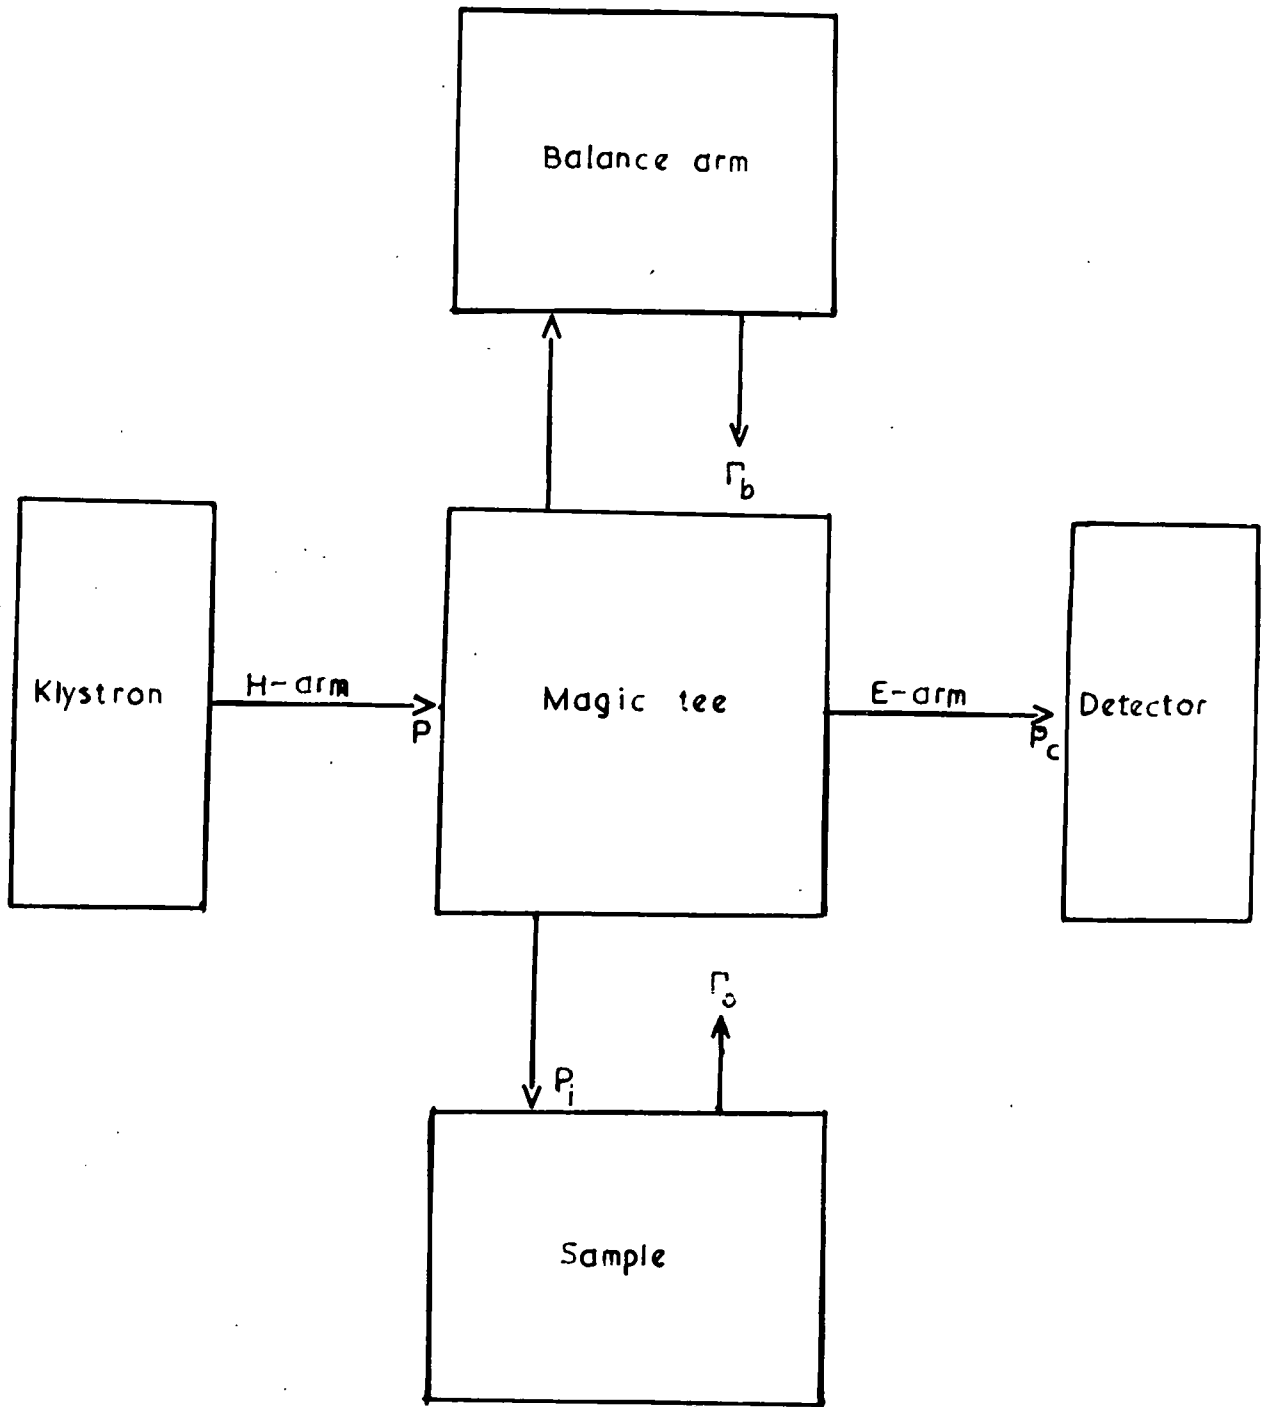 Balance arm
Γb
Klystron
H-arm
P
Magic tee
E-arm
Pc
Detector
Γo
Pi
Sample